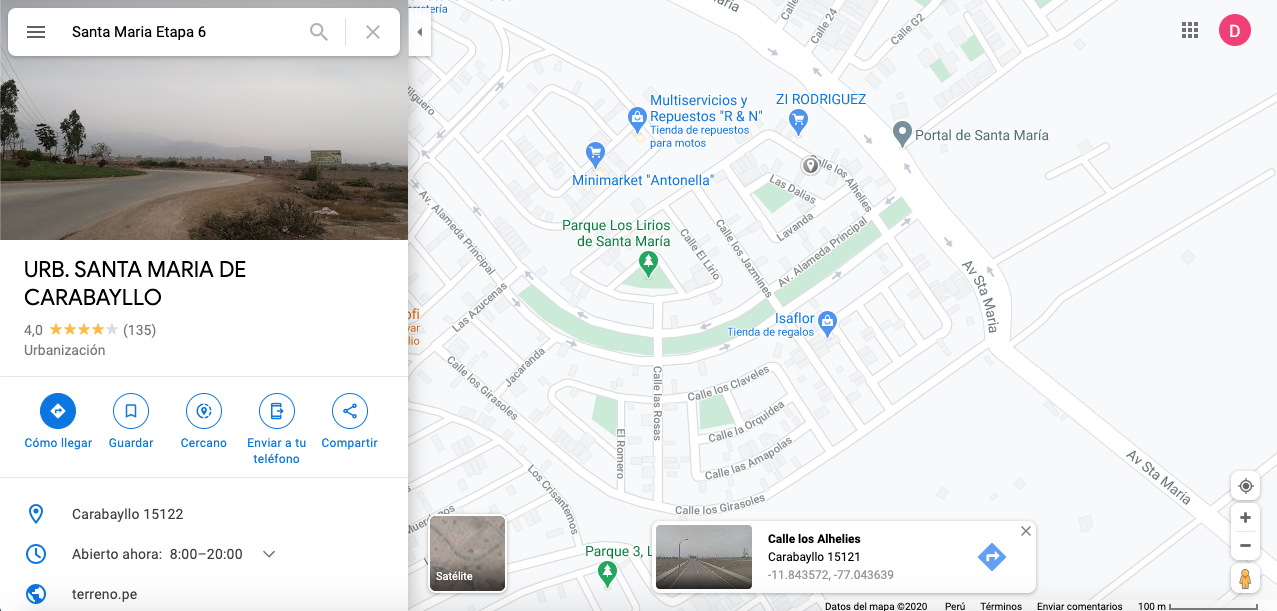 Santa Maria Etapa 6
URB. SANTA MARIA DE
CARABAYLLO
4,0
(135)
Urbanización
Cómo llegar
Guardar
Cercano
Enviar a tu
teléfono
Compartir
Carabayllo 15122
Abierto ahora: 8:00–20:00
terreno.pe
D
Calle 24
Calle G2
Multiservicios y
Repuestos "R & N"
Tienda de repuestos
para motos
ZI RODRIGUEZ
Portal de Santa María
Minimarket "Antonella"
Calle los Alhelies
Las Dalias
Lavanda
Parque Los Lirios
de Santa María
Calle El Lirio
Calle los Jazmines
Av. Alameda Principal
Av. Alameda Principal
Av Sta Maria
Las Azucenas
Isaflor
Tienda de regalos
Jacaranda
Calle los Girasoles
Calle las Rosas
Calle los Claveles
Calle la Orquidea
El Romero
Calle las Amapolas
Los Crisantemos
Calle los Girasoles
Av Sta Maria
Satélite
Parque 3, L
Calle los Alhelies
Carabayllo 15121
-11.843572, -77.043639
Datos del mapa ©2020
Perú
Términos
Enviar comentarios
100 m